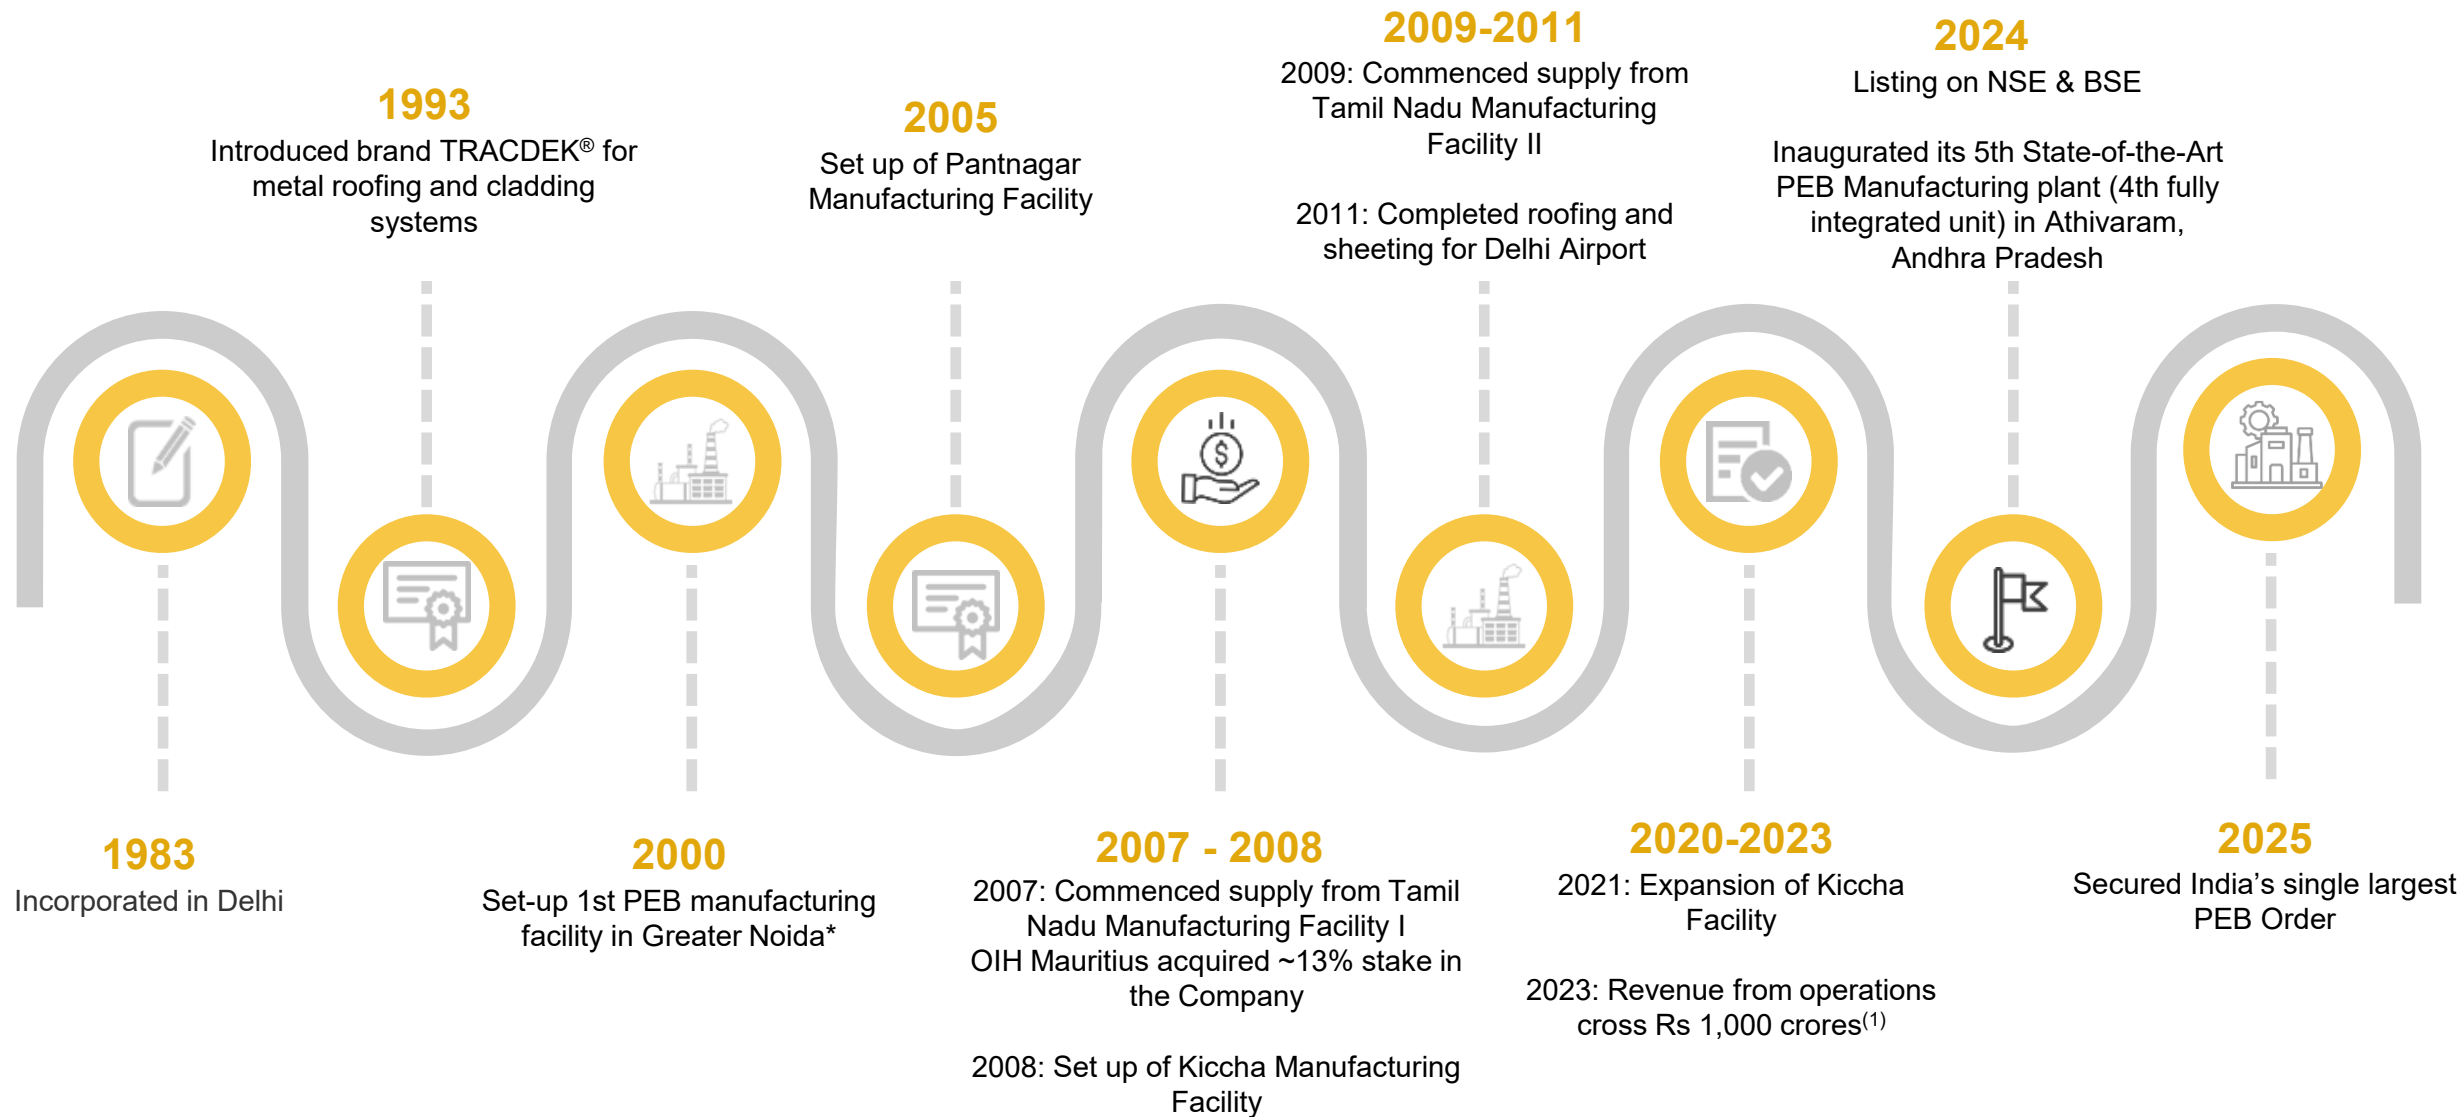 1983
Incorporated in Delhi
1993
Introduced brand TRACDEK® for
metal roofing and cladding
systems
2000
Set-up 1st PEB manufacturing
facility in Greater Noida*
2005
Set up of Pantnagar
Manufacturing Facility
2007 - 2008
2007: Commenced supply from Tamil
Nadu Manufacturing Facility I
OIH Mauritius acquired ~13% stake in
the Company
2008: Set up of Kiccha Manufacturing
Facility
2009-2011
2009: Commenced supply from
Tamil Nadu Manufacturing
Facility II
2011: Completed roofing and
sheeting for Delhi Airport
2020-2023
2021: Expansion of Kiccha
Facility
2023: Revenue from operations
cross Rs 1,000 crores(1)
2024
Listing on NSE & BSE
Inaugurated its 5th State-of-the-Art
PEB Manufacturing plant (4th fully
integrated unit) in Athivaram,
Andhra Pradesh
2025
Secured India’s single largest
PEB Order
$